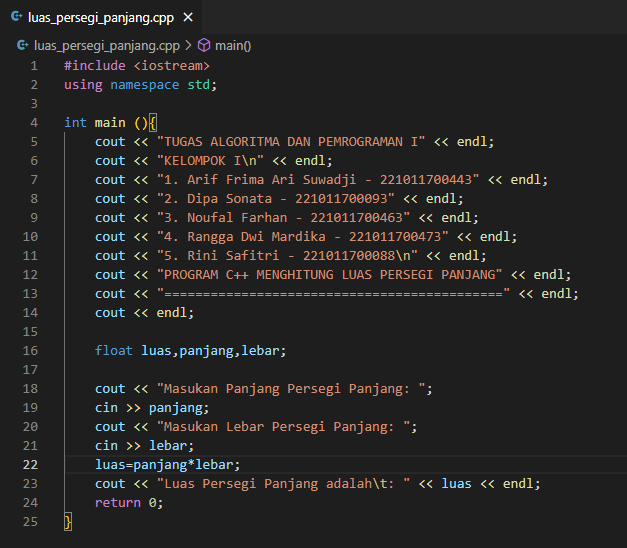 luas_persegi_panjang.cpp
luas_persegi_panjang.cpp > main()
1 #include <iostream>
2 using namespace std;
3
4 int main (){
5     cout << "TUGAS ALGORITMA DAN PEMROGRAMAN I" << endl;
6     cout << "KELOMPOK I\n" << endl;
7     cout << "1. Arif Frima Ari Suwadji - 221011700443" << endl;
8     cout << "2. Dipa Sonata - 221011700093" << endl;
9     cout << "3. Noufal Farhan - 221011700463" << endl;
10     cout << "4. Rangga Dwi Mardika - 221011700473" << endl;
11     cout << "5. Rini Safitri - 221011700088\n" << endl;
12     cout << "PROGRAM C++ MENGHITUNG LUAS PERSEGI PANJANG" << endl;
13     cout << "============================================" << endl;
14     cout << endl;
15
16     float luas,panjang,lebar;
17
18     cout << "Masukan Panjang Persegi Panjang: ";
19     cin >> panjang;
20     cout << "Masukan Lebar Persegi Panjang: ";
21     cin >> lebar;
22     luas=panjang*lebar;
23     cout << "Luas Persegi Panjang adalah\t: " << luas << endl;
24     return 0;
25 }